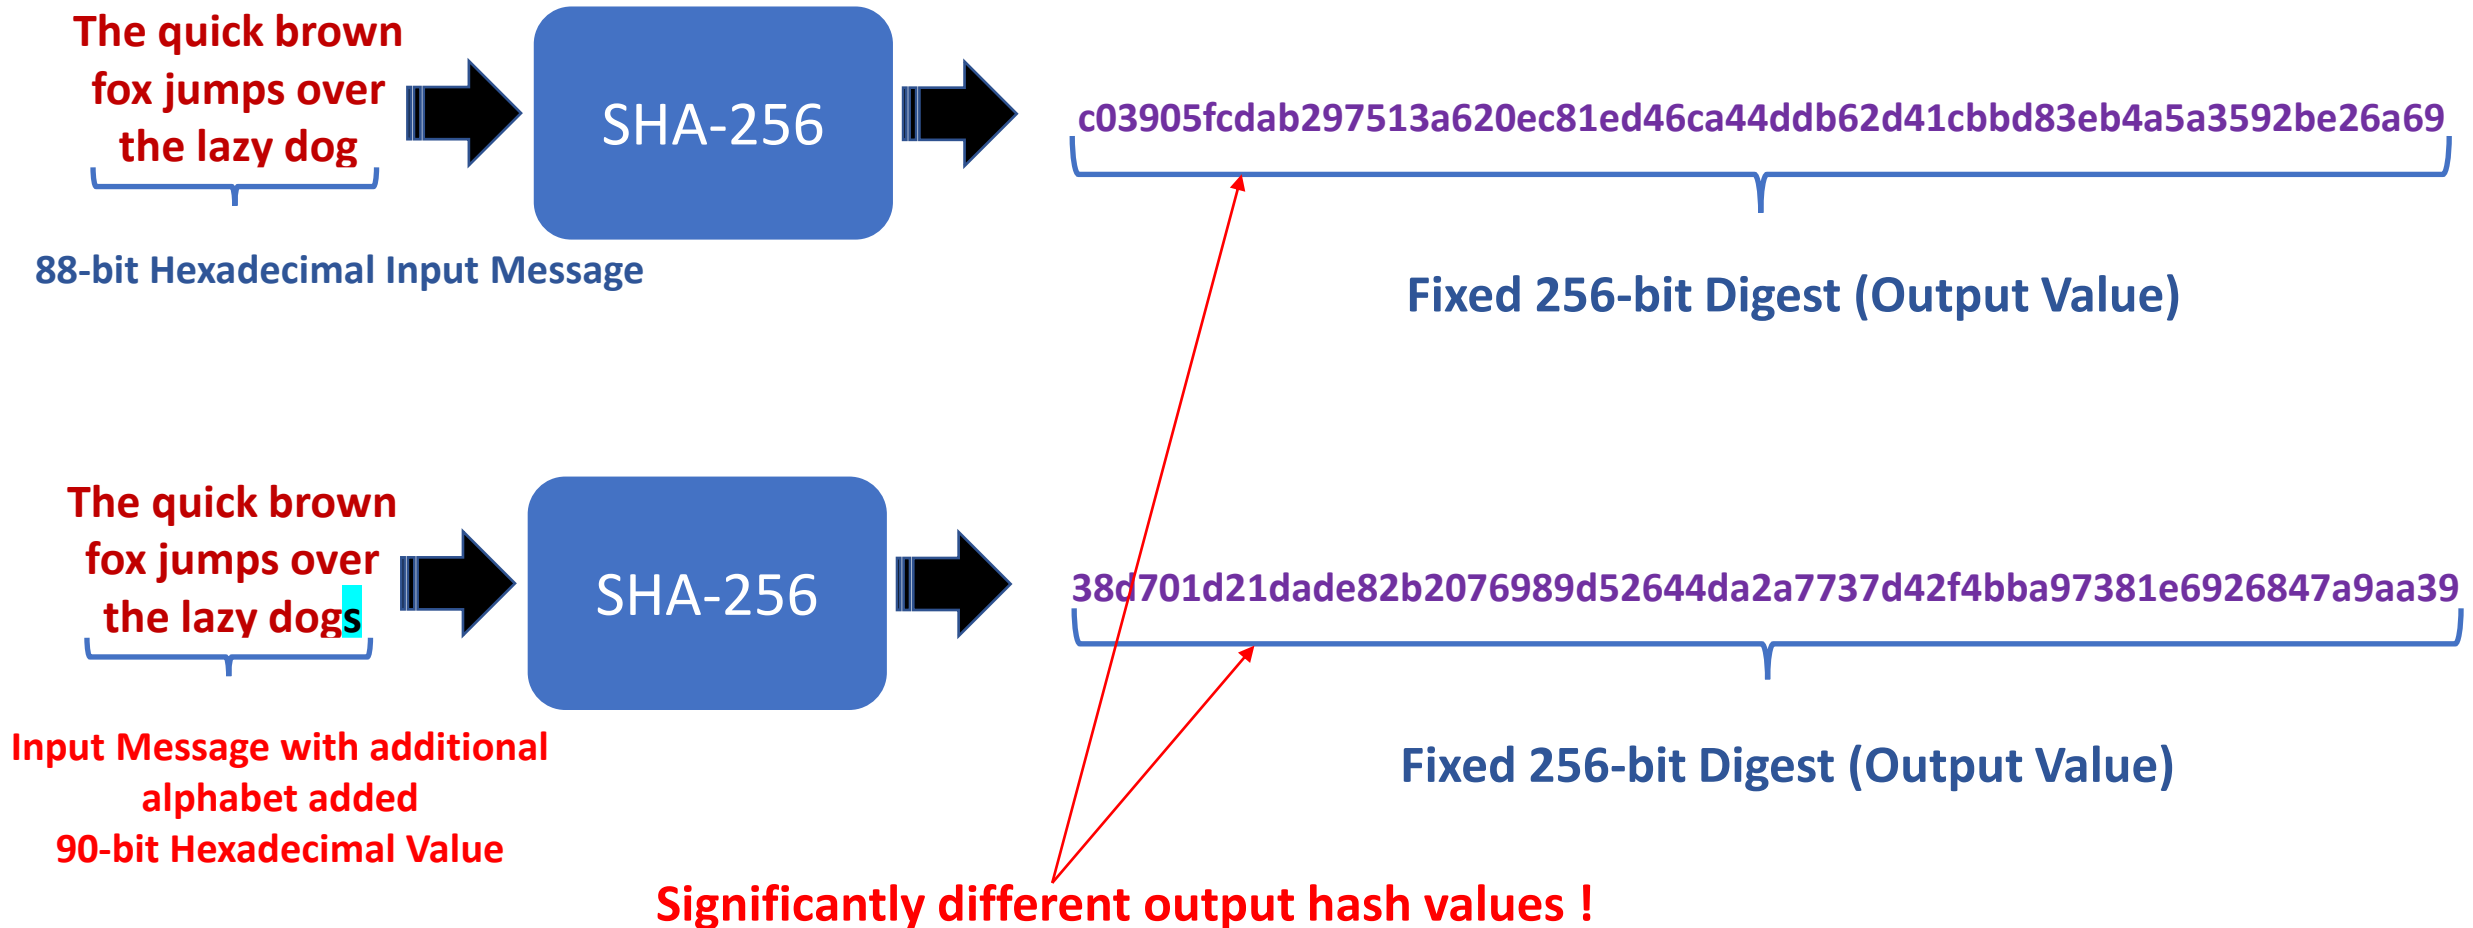 The quick brown
fox jumps over
the lazy dog
SHA-256
c03905fcdab297513a620ec81ed46ca44ddb62d41cbbd83eb4a5a3592be26a69
88-bit Hexadecimal Input Message
Fixed 256-bit Digest (Output Value)
The quick brown
fox jumps over
the lazy dogs
SHA-256
38d701d21dade82b2076989d52644da2a7737d42f4bba97381e6926847a9aa39
Input Message with additional
alphabet added
90-bit Hexadecimal Value
Fixed 256-bit Digest (Output Value)
Significantly different output hash values !